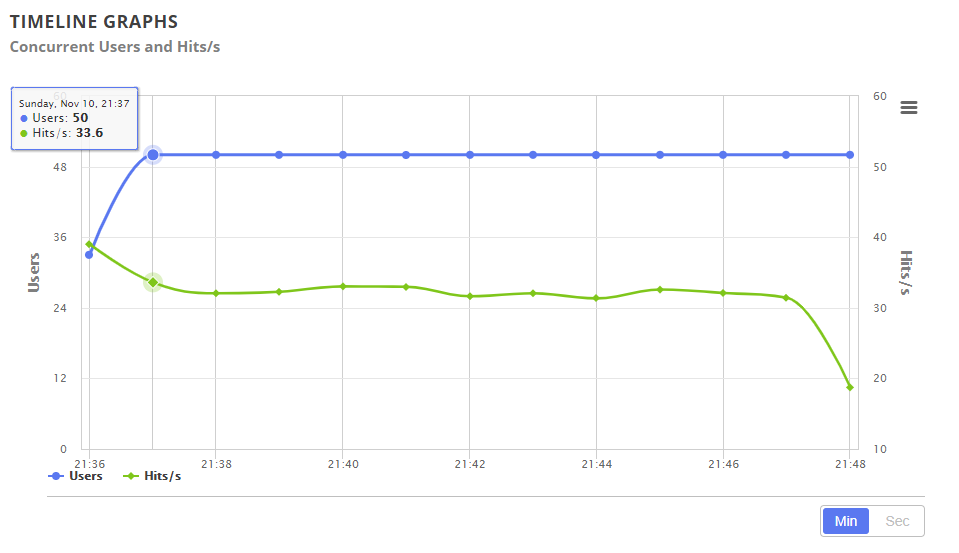 TIMELINE GRAPHS
Concurrent Users and Hits/s
60
60
Sunday, Nov 10, 21:37
Users: 50
Hits/s: 33.6
48
50
36
40
Users
Hits/s
24
30
12
20
0
10
21:36 21:38 21:40 21:42 21:44 21:46 21:48
Users Hits/s
Min Sec